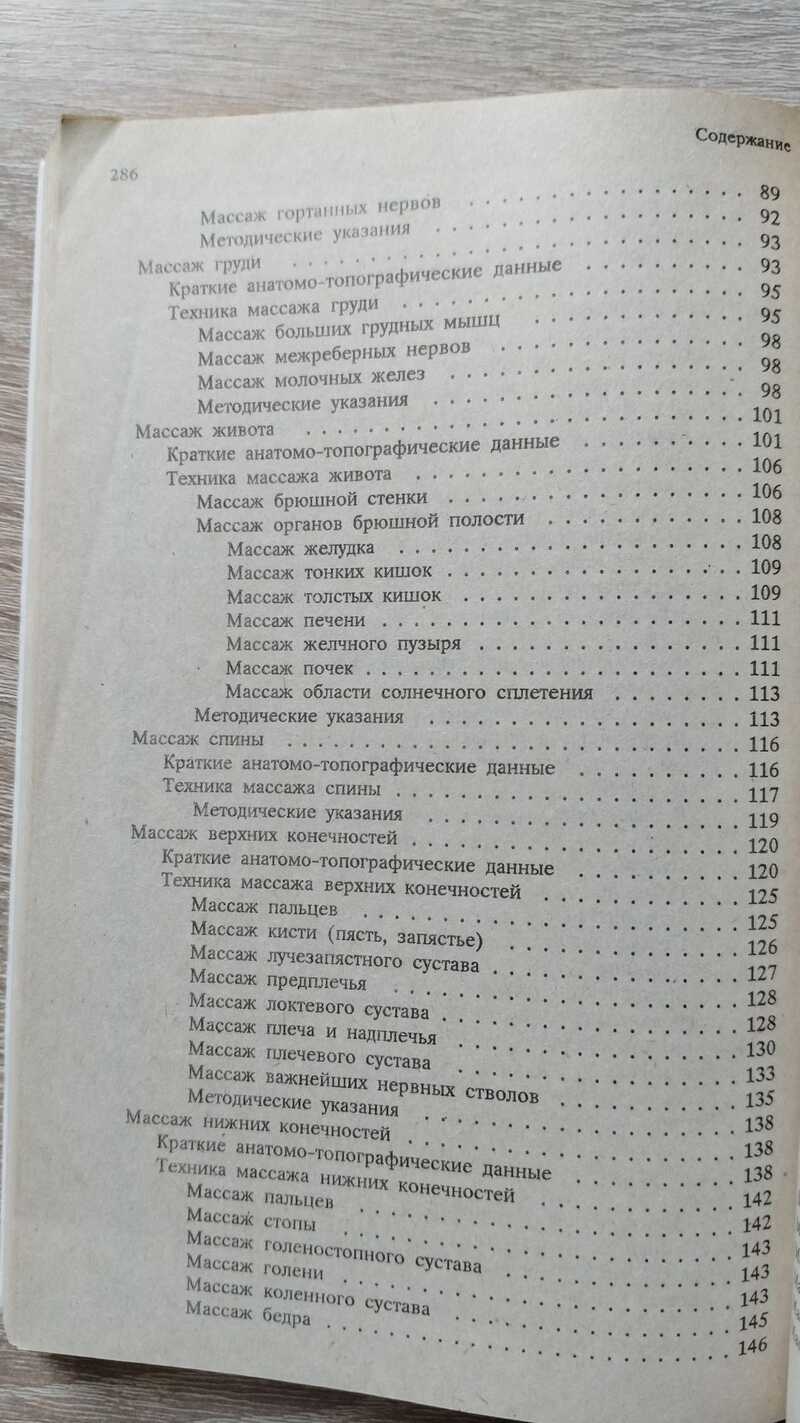 Содержание
286
Массаж гортанных нервов . . . . . . . . . . 89
Методические указания . . . . . . . . . . 92
Массаж груди . . . . . . . . . . 93
Краткие анатомо-топографические данные . . . . . . . . . . 93
Техника массажа груди . . . . . . . . . . 95
Массаж больших грудных мышц . . . . . . . . . . 95
Массаж межреберных нервов . . . . . . . . . . 98
Массаж молочных желез . . . . . . . . . . 98
Методические указания . . . . . . . . . . 98
Массаж живота . . . . . . . . . . 101
Краткие анатомо-топографические данные . . . . . . . . . . 101
Техника массажа живота . . . . . . . . . . 106
Массаж брюшной стенки . . . . . . . . . . 106
Массаж органов брюшной полости . . . . . . . . . . 108
Массаж желудка . . . . . . . . . . 108
Массаж тонких кишок . . . . . . . . . . 109
Массаж толстых кишок . . . . . . . . . . 109
Массаж печени . . . . . . . . . . 111
Массаж желчного пузыря . . . . . . . . . . 111
Массаж почек . . . . . . . . . . 111
Массаж области солнечного сплетения . . . . . . . . 113
Методические указания . . . . . . . . . . 113
Массаж спины . . . . . . . . . . 116
Краткие анатомо-топографические данные . . . . . . . . . . 116
Техника массажа спины . . . . . . . . . . 117
Методические указания . . . . . . . . . . 119
Массаж верхних конечностей . . . . . . . . . . 120
Краткие анатомо-топографические данные . . . . . . . . . . 120
Техника массажа верхних конечностей . . . . . . . . . . 125
Массаж пальцев . . . . . . . . . . 125
Массаж кисти (пясть, запястье) . . . . . . . . . . 126
Массаж лучезапястного сустава . . . . . . . . . . 127
Массаж предплечья . . . . . . . . . . 128
Массаж локтевого сустава . . . . . . . . . . 128
Массаж плеча и надплечья . . . . . . . . . . 130
Массаж плечевого сустава . . . . . . . . . . 133
Массаж важнейших нервных стволов . . . . . . . . . . 135
Методические указания . . . . . . . . . . 138
Массаж нижних конечностей . . . . . . . . . . 138
Краткие анатомо-топографические данные . . . . . . . . . . 138
Техника массажа нижних конечностей . . . . . . . . . . 142
Массаж пальцев . . . . . . . . . . 142
Массаж стопы . . . . . . . . . . 143
Массаж голеностопного сустава . . . . . . . . . . 143
Массаж голени . . . . . . . . . . 143
Массаж коленного сустава . . . . . . . . . . 145
Массаж бедра . . . . . . . . . . 146